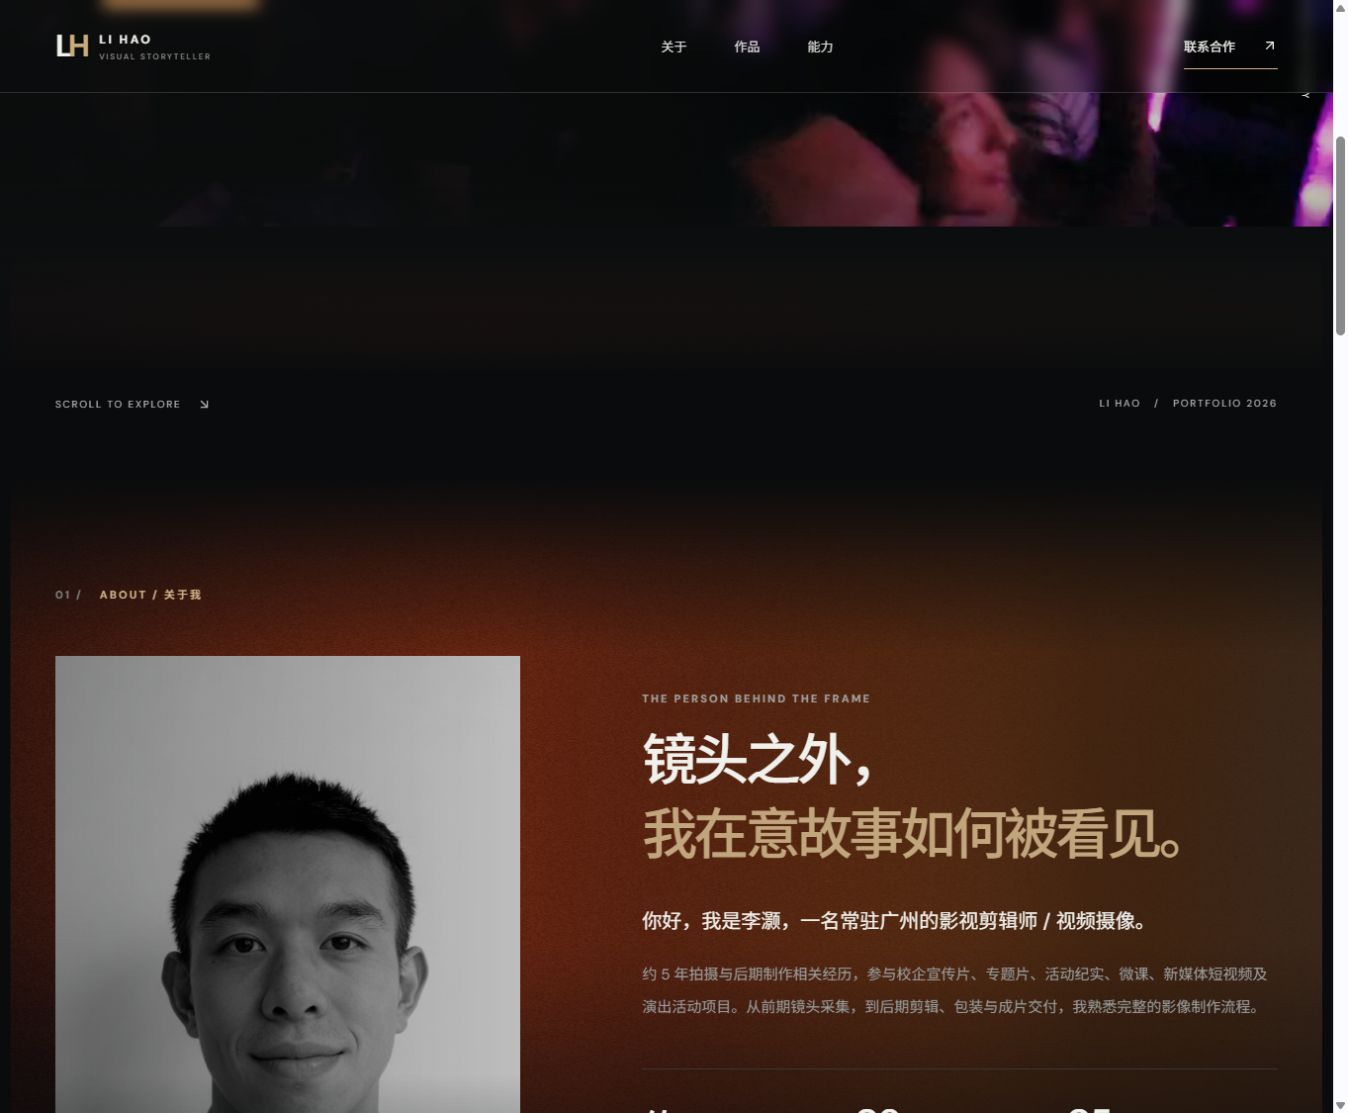 LH
LI HAO
VISUAL STORYTELLER
关于
作品
能力
联系合作
SCROLL TO EXPLORE
LI HAO / PORTFOLIO 2026
01 / ABOUT / 关于我
THE PERSON BEHIND THE FRAME
镜头之外，
我在意故事如何被看见。
你好，我是李灏，一名常驻广州的影视剪辑师 / 视频摄像。
约 5 年拍摄与后期制作相关经历，参与校企宣传片、专题片、活动纪实、微课、新媒体短视频及
演出活动项目。从前期镜头采集，到后期剪辑、包装与成片交付，我熟悉完整的影像制作流程。